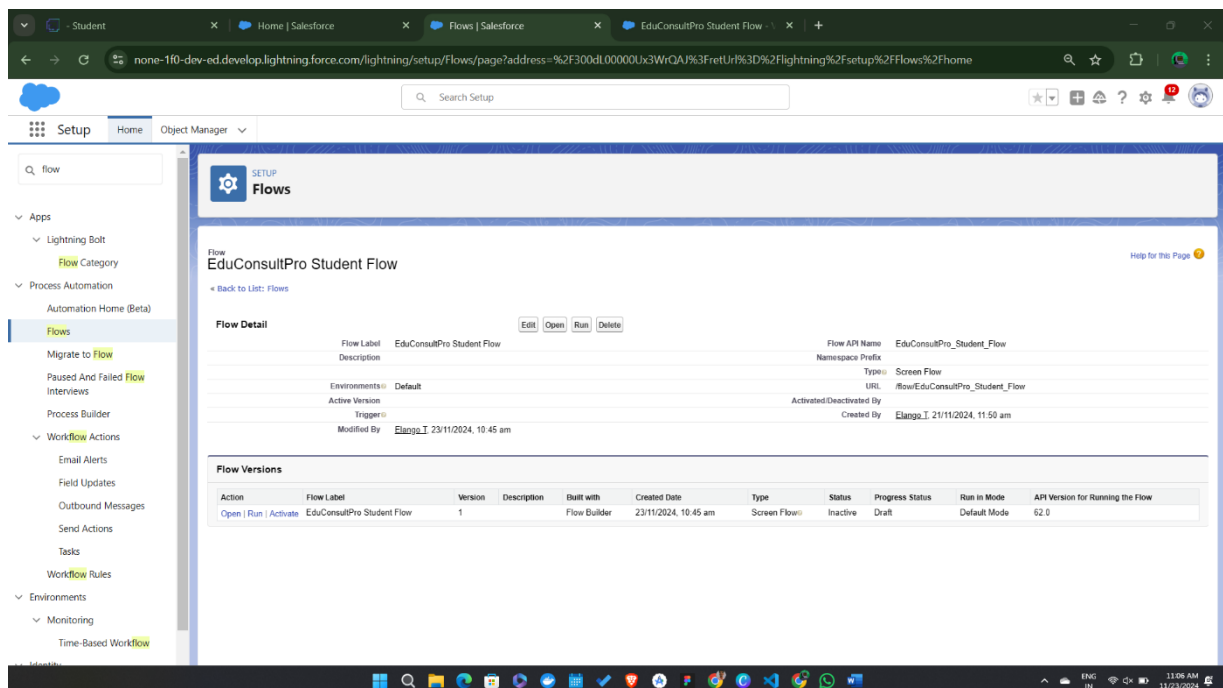 - Student
Home | Salesforce
Flows | Salesforce
EduConsultPro Student Flow - \
none-1f0-dev-ed.develop.lightning.force.com/lightning/setup/Flows/page?address=%2F300dL00000Ux3WrQAJ%3FretUrl%3D%2Flightning%2Fsetup%2FFlows%2Fhome
Search Setup
12
Setup Home Object Manager
flow
Apps
Lightning Bolt
Flow Category
Process Automation
Automation Home (Beta)
Flows
Migrate to Flow
Paused And Failed Flow
Interviews
Process Builder
Workflow Actions
Email Alerts
Field Updates
Outbound Messages
Send Actions
Tasks
Workflow Rules
Environments
Monitoring
Time-Based Workflow
Identity
SETUP
Flows
Flow
EduConsultPro Student Flow
Help for this Page
« Back to List: Flows
Flow Detail Edit Open Run Delete
Flow Label EduConsultPro Student Flow Flow API Name EduConsultPro_Student_Flow
Description Namespace Prefix
Type Screen Flow
Environments Default URL /flow/EduConsultPro_Student_Flow
Active Version Activated/Deactivated By
Trigger Created By Elango T, 21/11/2024, 11:50 am
Modified By Elango T, 23/11/2024, 10:45 am
Flow Versions
Action Flow Label Version Description Built with Created Date Type Status Progress Status Run in Mode API Version for Running the Flow
Open | Run | Activate EduConsultPro Student Flow 1 Flow Builder 23/11/2024, 10:45 am Screen Flow Inactive Draft Default Mode 62.0
ENG
IN
11:06 AM
11/23/2024